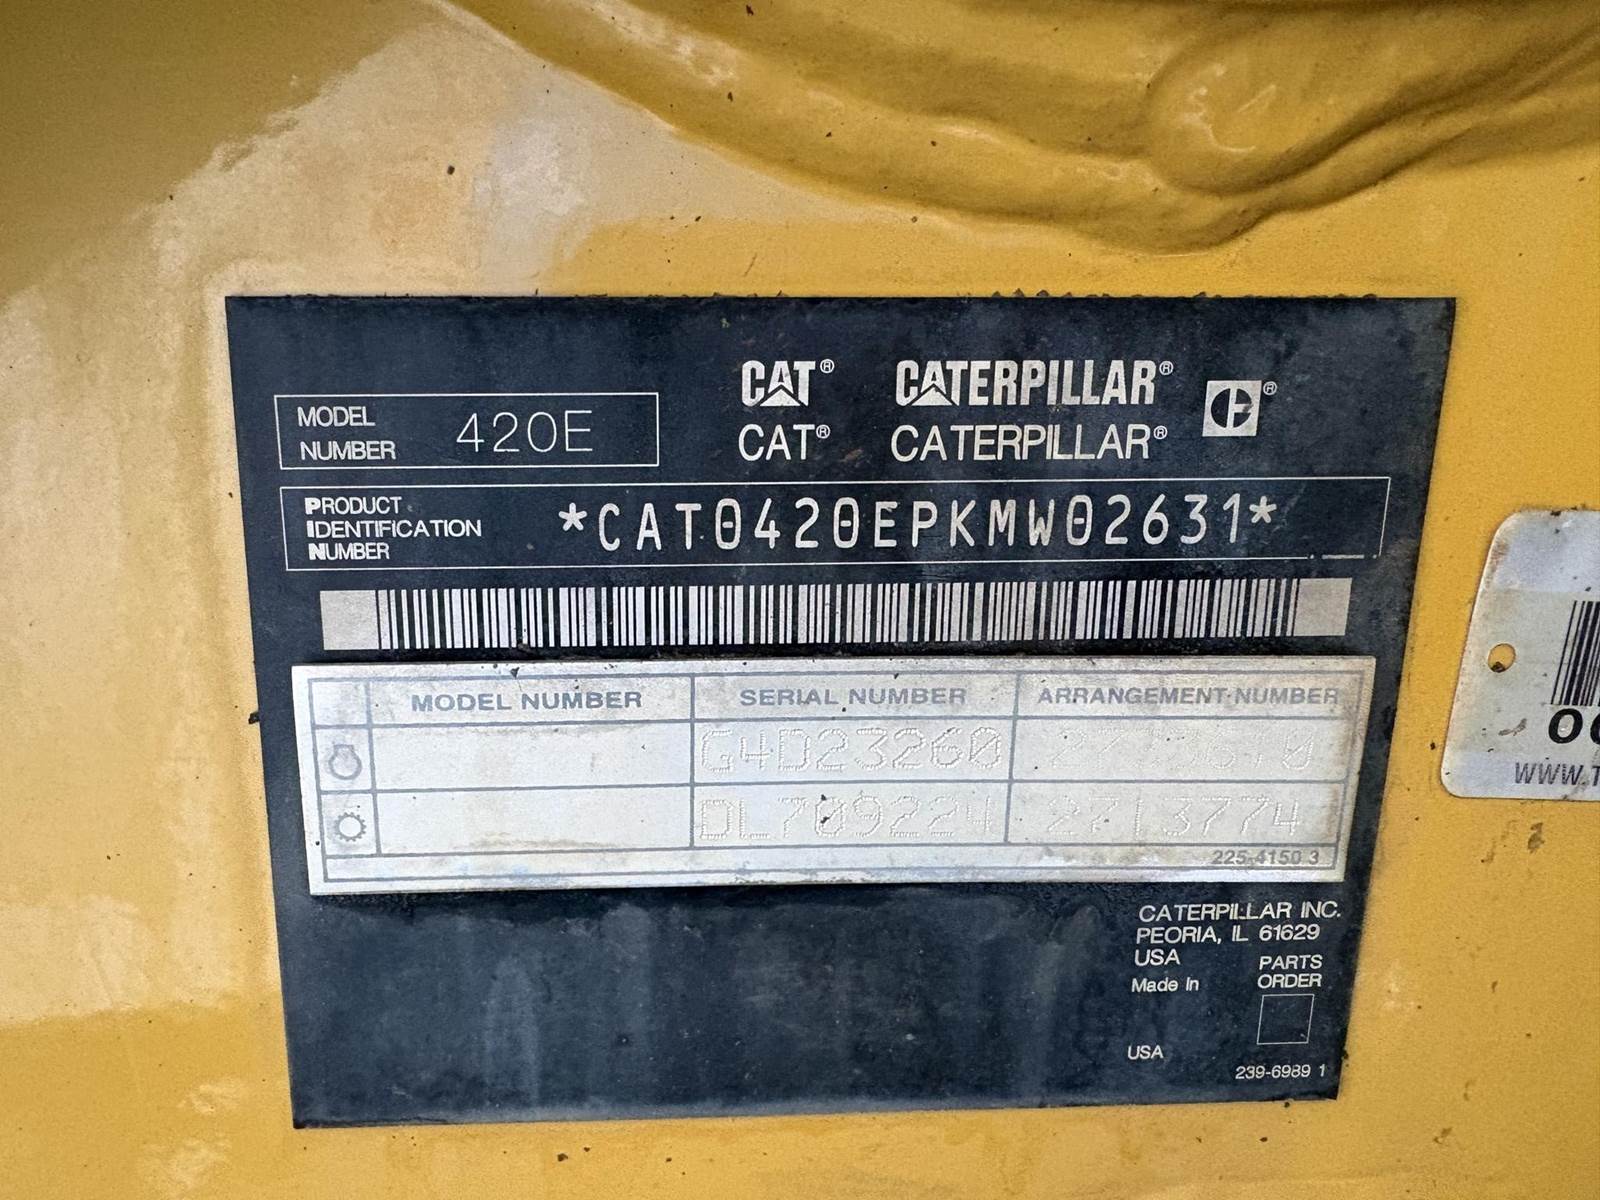 CAT® CATERPILLAR®
MODEL NUMBER 420E
CAT® CATERPILLAR®
PRODUCT
IDENTIFICATION
NUMBER
*CAT0420EPKMW02631*
MODEL NUMBER SERIAL NUMBER ARRANGEMENT NUMBER
G4D23260
DL709224 2713774
225-4150 3
CATERPILLAR INC.
PEORIA, IL 61629
USA
PARTS
Made in ORDER
USA
239-6989 1
WWW.T